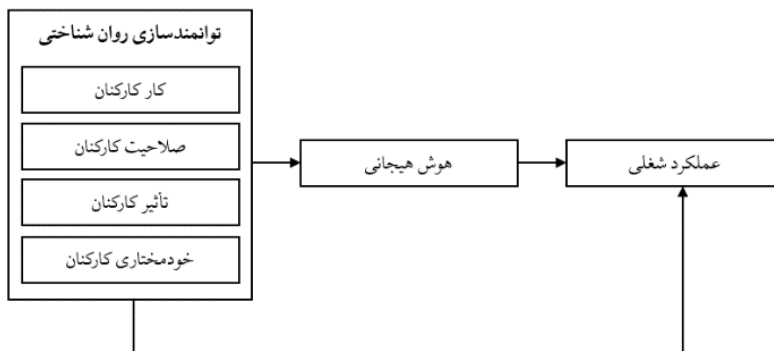 توانمندسازی روان شناختی
کار کارکنان
صلاحیت کارکنان
تأثیر کارکنان
خودمختاری کارکنان
هوش هیجانی
عملکرد شغلی